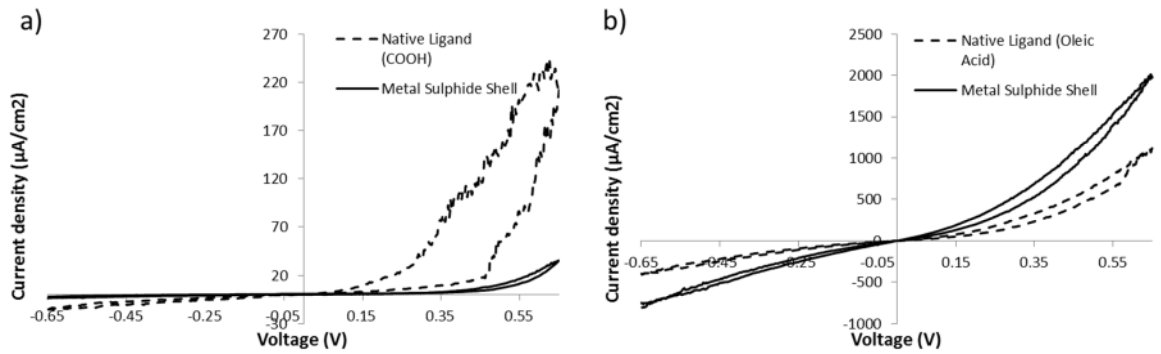 a)
270
220
170
120
70
20
-30
Native Ligand
(COOH)
Metal Sulphide Shell
Current density (µA/cm2)
-0.65
-0.45
-0.25
-0.05
0.15
0.35
0.55
Voltage (V)
b)
2500
2000
1500
1000
500
0
-500
-1000
Native Ligand (Oleic
Acid)
Metal Sulphide Shell
Current density (µA/cm2)
-0.65
-0.45
-0.25
-0.05
0.15
0.35
0.55
Voltage (V)